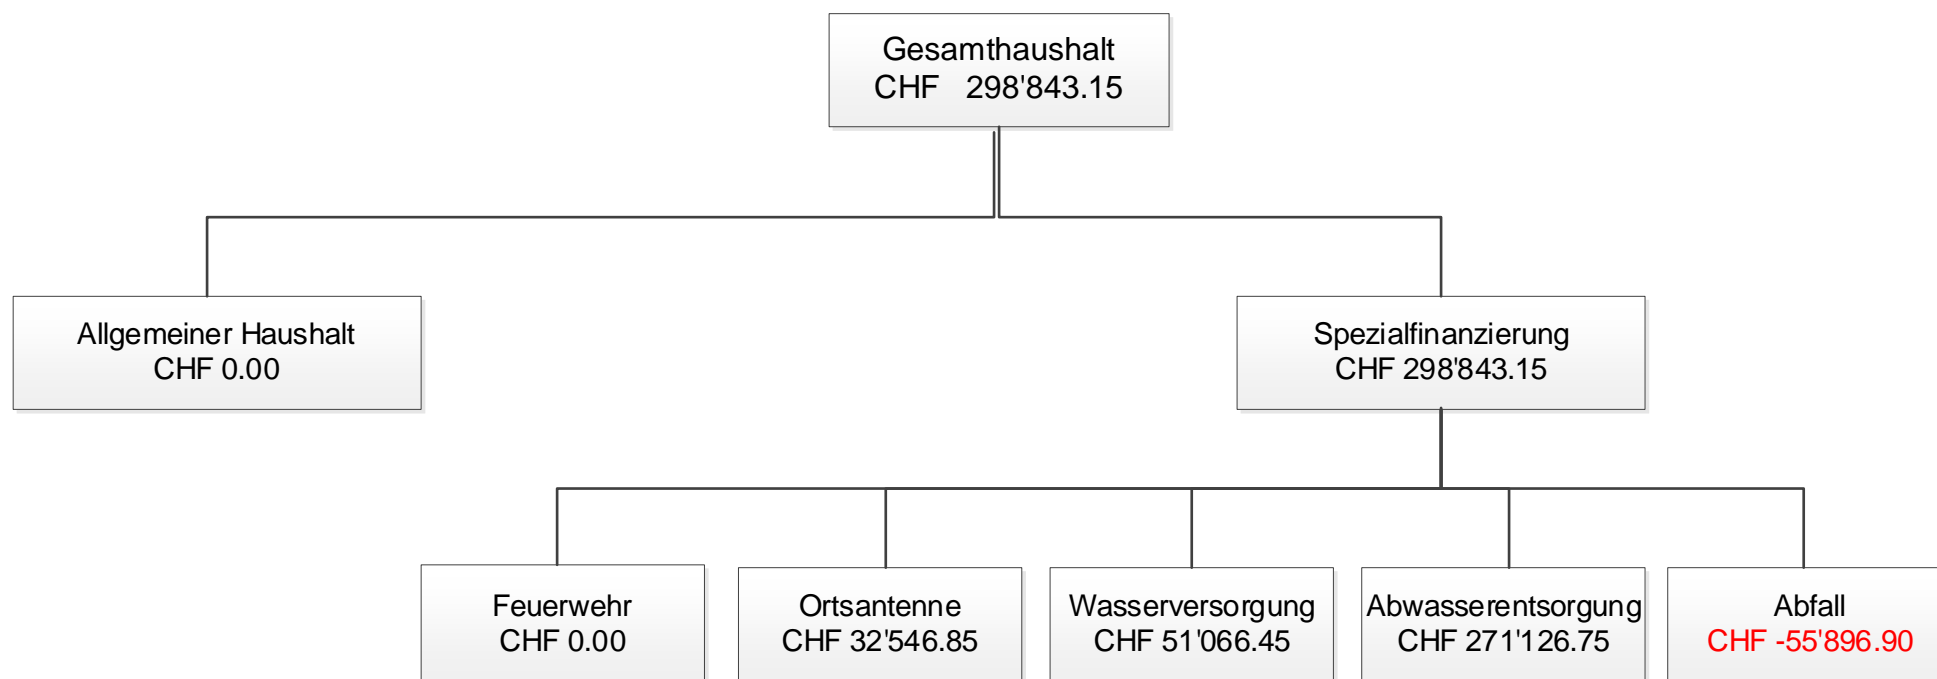 Gesamthaushalt
CHF   298'843.15
Allgemeiner Haushalt
CHF 0.00
Spezialfinanzierung
CHF 298'843.15
Feuerwehr
CHF 0.00
Ortsantenne
CHF 32'546.85
Wasserversorgung
CHF 51'066.45
Abwasserentsorgung
CHF 271'126.75
Abfall
CHF -55'896.90